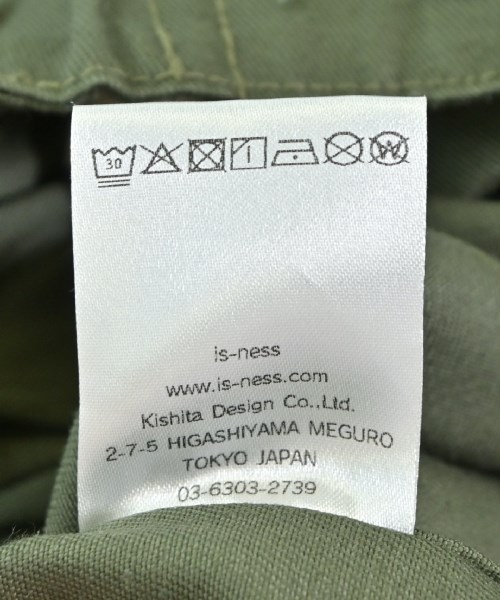 30
is-ness
www.is-ness.com
Kishita Design Co.,Ltd.
2-7-5 HIGASHIYAMA MEGURO
TOKYO JAPAN
03-6303-2739